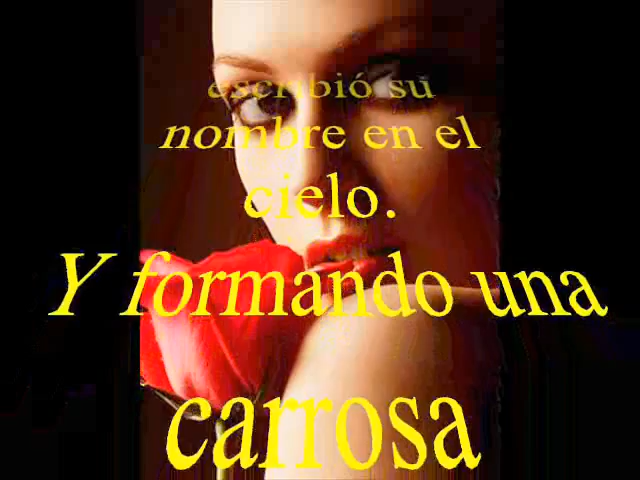 escribió su
nombre en el
cielo.
Y formando una
carrosa